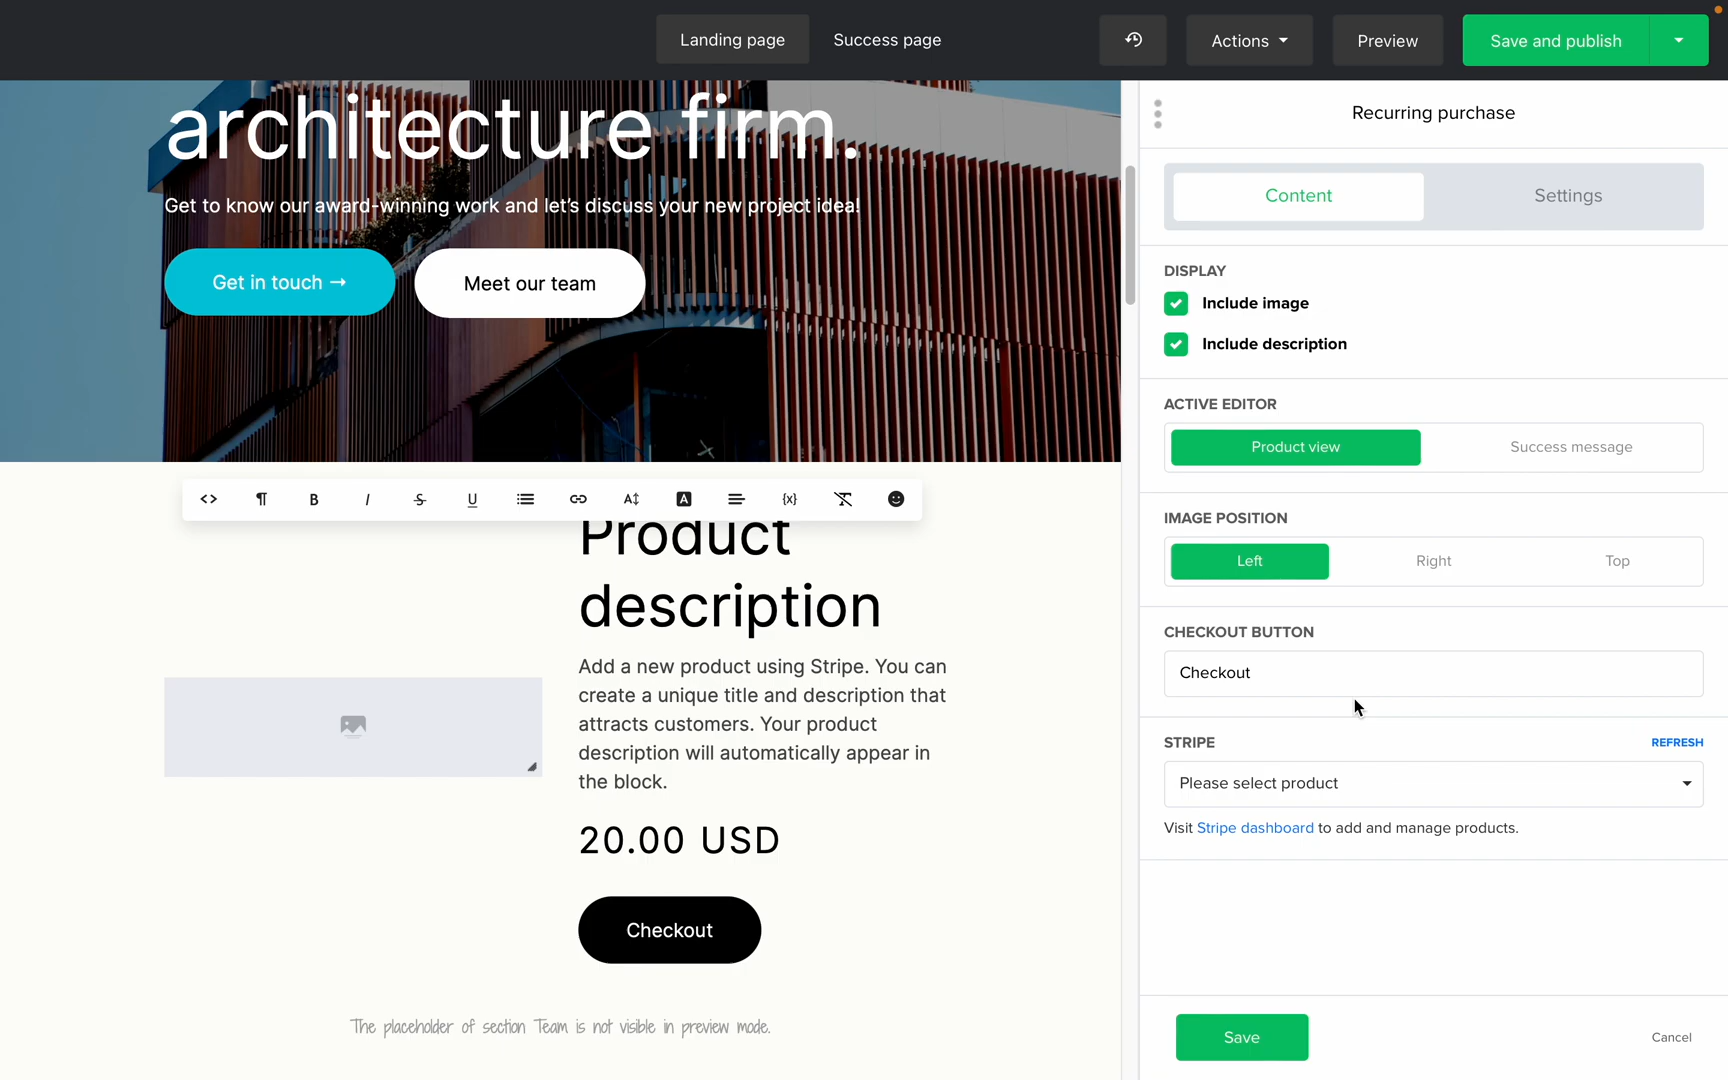 Landing page
Success page
Actions
Preview
Save and publish
architecture firm.
Get to know our award-winning work and let's discuss your new project idea!
Get in touch →
Meet our team
Product
description
Add a new product using Stripe. You can
create a unique title and description that
attracts customers. Your product
description will automatically appear in
the block.
20.00 USD
Checkout
The placeholder of section Team is not visible in preview mode.
Recurring purchase
Content
Settings
DISPLAY
Include image
Include description
ACTIVE EDITOR
Product view
Success message
IMAGE POSITION
Left
Right
Top
CHECKOUT BUTTON
Checkout
STRIPE
REFRESH
Please select product
Visit Stripe dashboard to add and manage products.
Save
Cancel